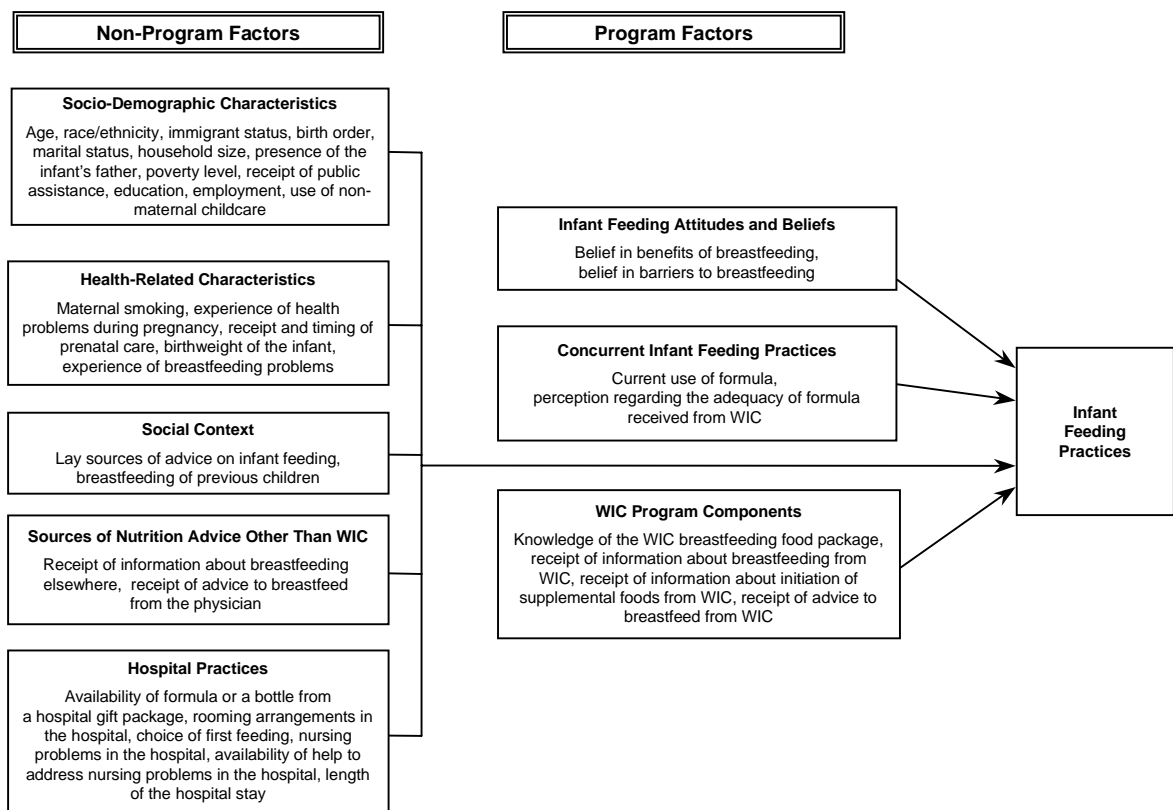 Non-Program Factors
Program Factors
Socio-Demographic Characteristics
Age, race/ethnicity, immigrant status, birth order,
marital status, household size, presence of the
infant's father, poverty level, receipt of public
assistance, education, employment, use of non-
maternal childcare
Health-Related Characteristics
Maternal smoking, experience of health
problems during pregnancy, receipt and timing of
prenatal care, birthweight of the infant,
experience of breastfeeding problems
Social Context
Lay sources of advice on infant feeding,
breastfeeding of previous children
Sources of Nutrition Advice Other Than WIC
Receipt of information about breastfeeding
elsewhere, receipt of advice to breastfeed
from the physician
Hospital Practices
Availability of formula or a bottle from
a hospital gift package, rooming arrangements in
the hospital, choice of first feeding, nursing
problems in the hospital, availability of help to
address nursing problems in the hospital, length
of the hospital stay
Infant Feeding Attitudes and Beliefs
Belief in benefits of breastfeeding,
belief in barriers to breastfeeding
Concurrent Infant Feeding Practices
Current use of formula,
perception regarding the adequacy of formula
received from WIC
WIC Program Components
Knowledge of the WIC breastfeeding food package,
receipt of information about breastfeeding from
WIC, receipt of information about initiation of
supplemental foods from WIC, receipt of advice to
breastfeed from WIC
Infant
Feeding
Practices